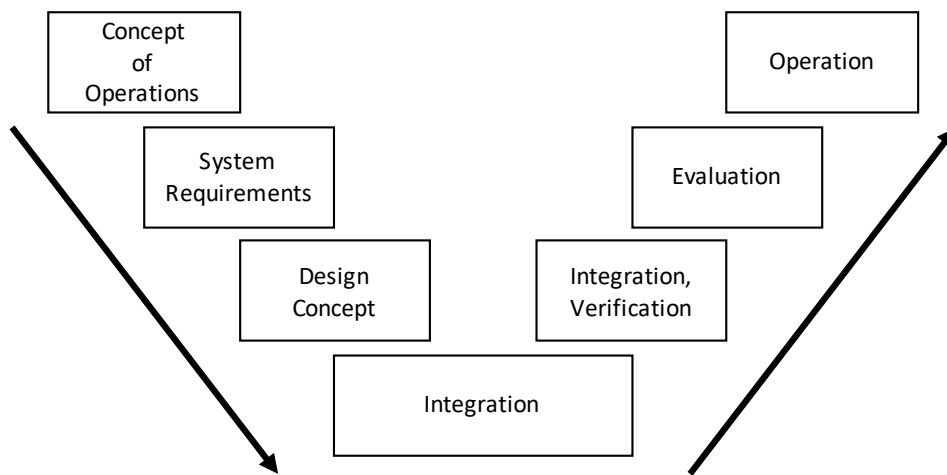 Concept
of
Operations
Operation
System
Requirements
Evaluation
Design
Concept
Integration,
Verification
Integration